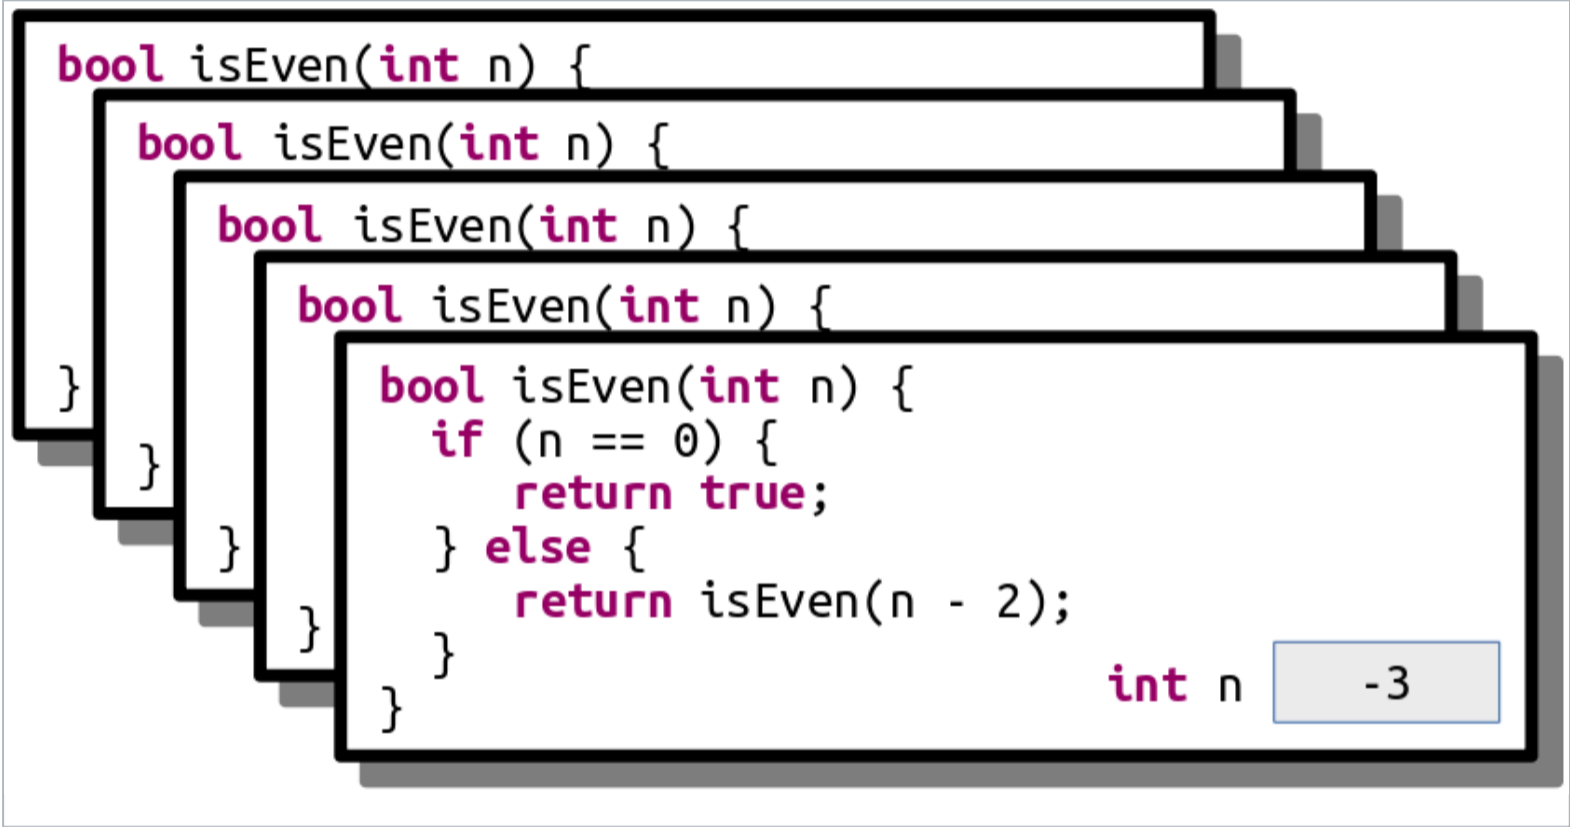 bool isEven(int n) {
bool isEven(int n) {
bool isEven(int n) {
bool isEven(int n) {
bool isEven(int n) {
if (n == 0) {
return true;
} else {
return isEven(n - 2);
}
}
int n -3
}
}
}
}